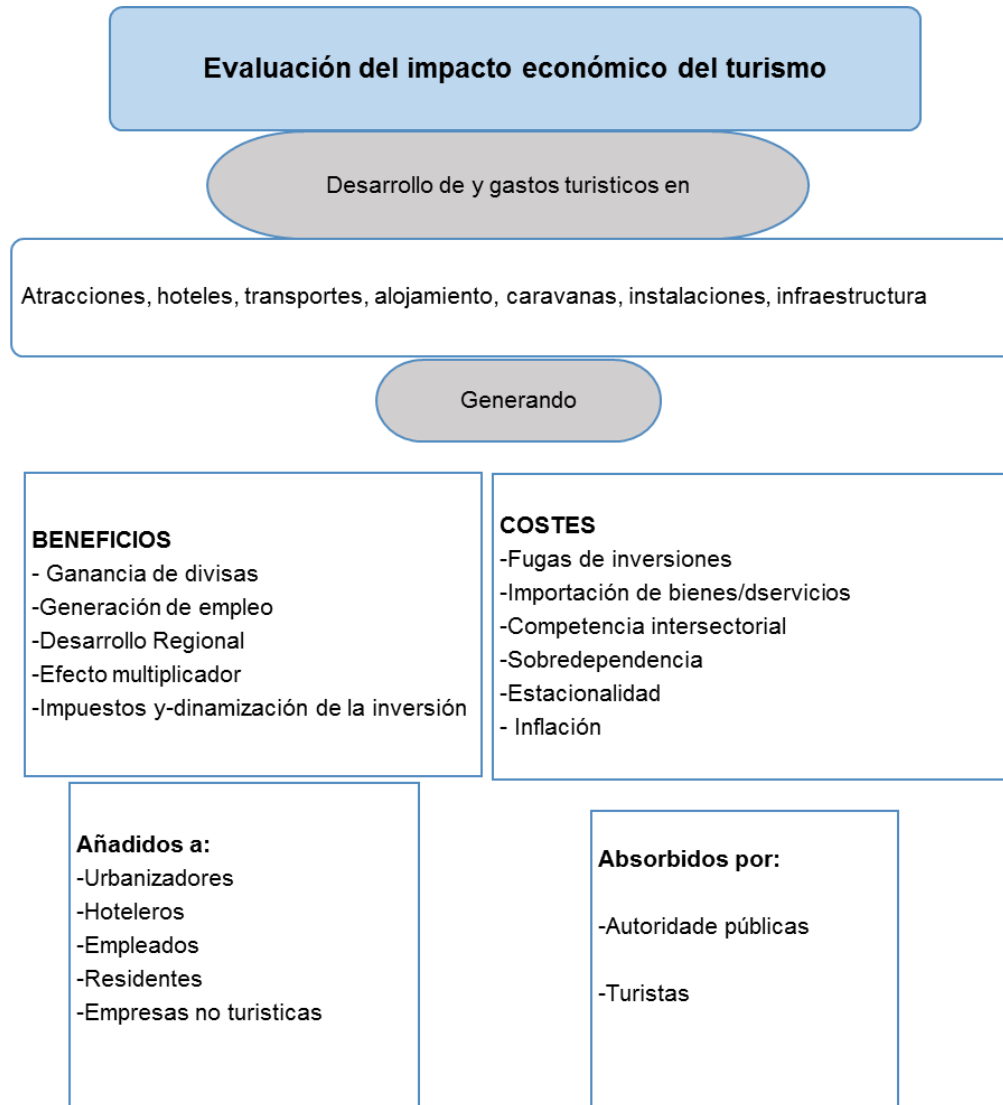 Evaluación del impacto económico del turismo
Desarrollo de y gastos turisticos en
Atracciones, hoteles, transportes, alojamiento, caravanas, instalaciones, infraestructura
Generando
BENEFICIOS
- Ganancia de divisas
-Generación de empleo
-Desarrollo Regional
-Efecto multiplicador
-Impuestos y-dinamización de la inversión
COSTES
-Fugas de inversiones
-Importación de bienes/dservicios
-Competencia intersectorial
-Sobredependencia
-Estacionalidad
- Inflación
Añadidos a:
-Urbanizadores
-Hoteleros
-Empleados
-Residentes
-Empresas no turisticas
Absorbidos por:
-Autoridade públicas
-Turistas